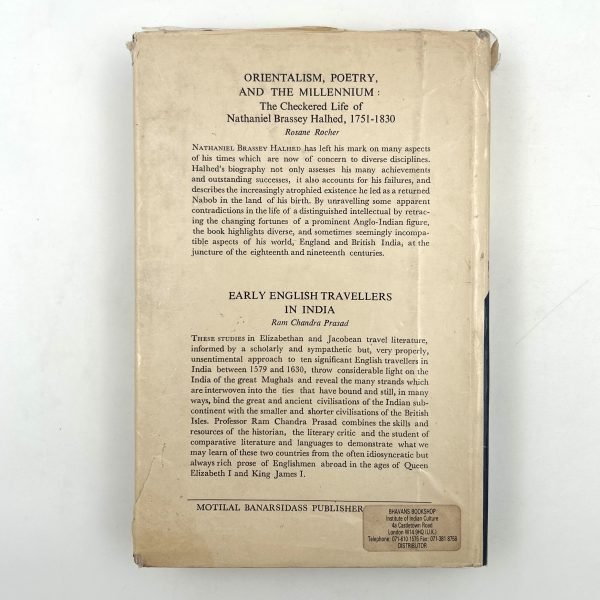 ORIENTALISM, POETRY,
AND THE MILLENNIUM :
The Checkered Life of
Nathaniel Brassey Halhed, 1751-1830
Rosane Rocher
NATHANIEL BRASSEY HALHED has left his mark on many aspects
of his times which are now of concern to diverse disciplines.
Halhed's biography not only assesses his many achievements
and outstanding successes, it also accounts for his failures, and
describes the increasingly atrophied existence he led as a returned
Nabob in the land of his birth. By unravelling some apparent
contradictions in the life of a distinguished intellectual by retrac-
ing the changing fortunes of a prominent Anglo-Indian figure,
the book highlights diverse, and sometimes seemingly incompa-
tible aspects of his world, England and British India, at the
juncture of the eighteenth and nineteenth centuries.
EARLY ENGLISH TRAVELLERS
IN INDIA
Ram Chandra Prasad
THESE STUDIES in Elizabethan and Jacobean travel literature,
informed by a scholarly and sympathetic but, very properly,
unsentimental approach to ten significant English travellers in
India between 1579 and 1630, throw considerable light on the
India of the great Mughals and reveal the many strands which
are interwoven into the ties that have bound and still, in many
ways, bind the great and ancient civilisations of the Indian sub-
continent with the smaller and shorter civilisations of the British
Isles. Professor Ram Chandra Prasad combines the skills and
resources of the historian, the literary critic and the student of
comparative literature and languages to demonstrate what we
may learn of these two countries from the often idiosyncratic but
always rich prose of Englishmen abroad in the ages of Queen
Elizabeth I and King James I.
MOTILAL BANARSIDASS PUBLISHER
BHAVANS BOOKSHOP
Institute of Indian Culture
4a Castletown Road
London W14 9HQ (U.K.)
Telephone: 071-610 1576 Fax: 071-381 8758
DISTRIBUTOR